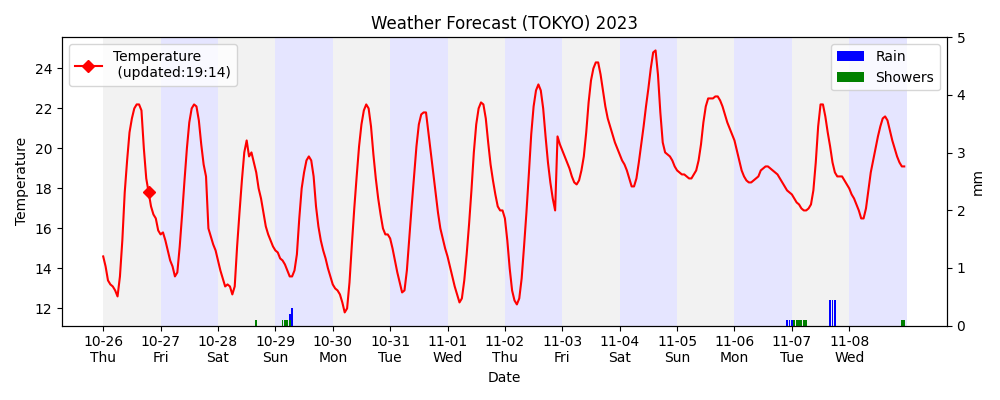 Weather Forecast (TOKYO) 2023
Temperature
(updated:19:14)
Rain
Showers
Temperature
24
22
20
18
16
14
12
5
4
3
2
1
0
mm
10-26 10-27 10-28 10-29 10-30 10-31 11-01 11-02 11-03 11-04 11-05 11-06 11-07 11-08
Thu Fri Sat Sun Mon Tue Wed Thu Fri Sat Sun Mon Tue Wed
Date